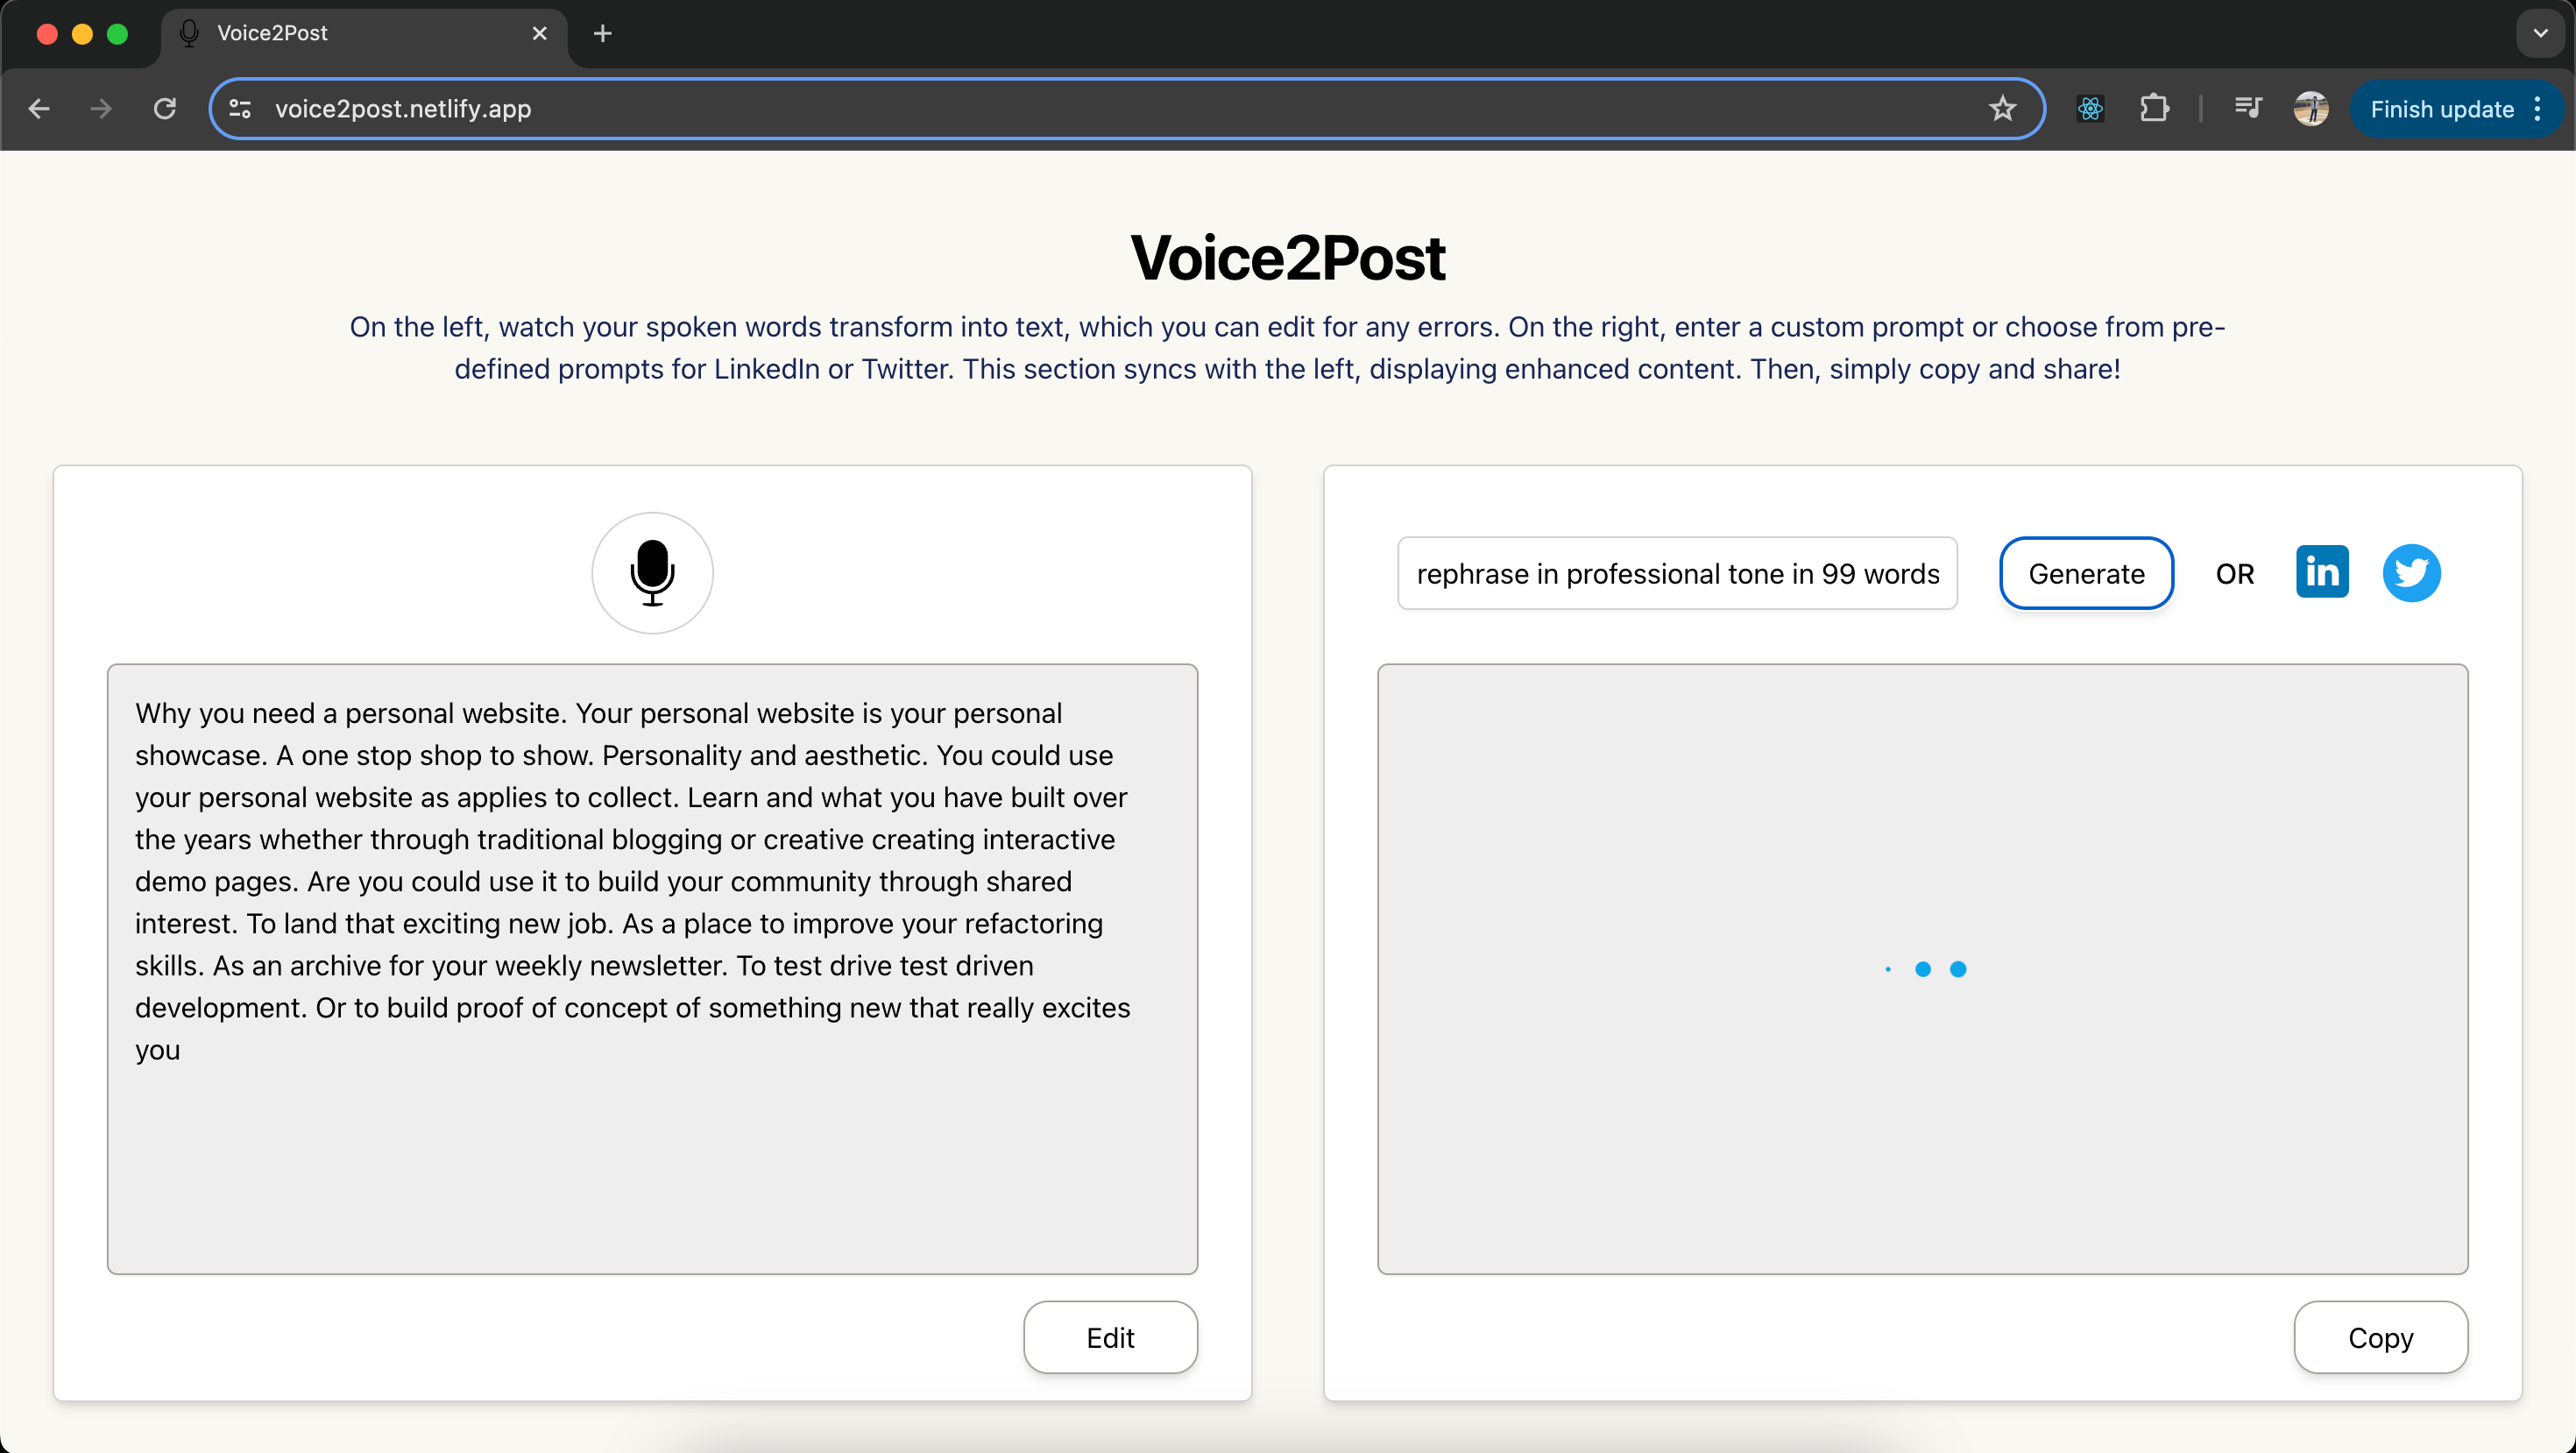 Voice2Post
voice2post.netlify.app
Finish update
Voice2Post
On the left, watch your spoken words transform into text, which you can edit for any errors. On the right, enter a custom prompt or choose from pre-
defined prompts for LinkedIn or Twitter. This section syncs with the left, displaying enhanced content. Then, simply copy and share!
Why you need a personal website. Your personal website is your personal
showcase. A one stop shop to show. Personality and aesthetic. You could use
your personal website as applies to collect. Learn and what you have built over
the years whether through traditional blogging or creative creating interactive
demo pages. Are you could use it to build your community through shared
interest. To land that exciting new job. As a place to improve your refactoring
skills. As an archive for your weekly newsletter. To test drive test driven
development. Or to build proof of concept of something new that really excites
you
Edit
rephrase in professional tone in 99 words
Generate
OR
in
Copy